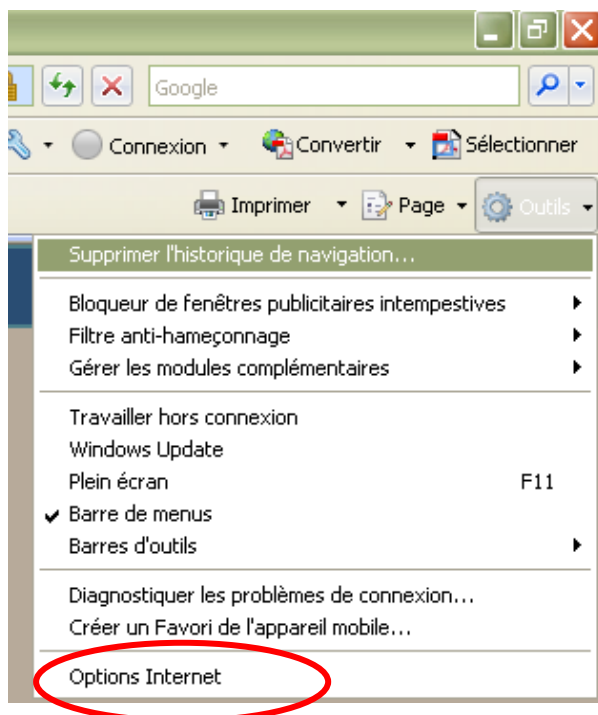 Google
Connexion Convertir Sélectionner
Imprimer Page Outils
Supprimer l'historique de navigation...
Bloqueur de fenêtres publicitaires intempestives
Filtre anti-hameçonnage
Gérer les modules complémentaires
Travailler hors connexion
Windows Update
Plein écran F11
Barre de menus
Barres d'outils
Diagnostiquer les problèmes de connexion...
Créer un Favori de l'appareil mobile...
Options Internet